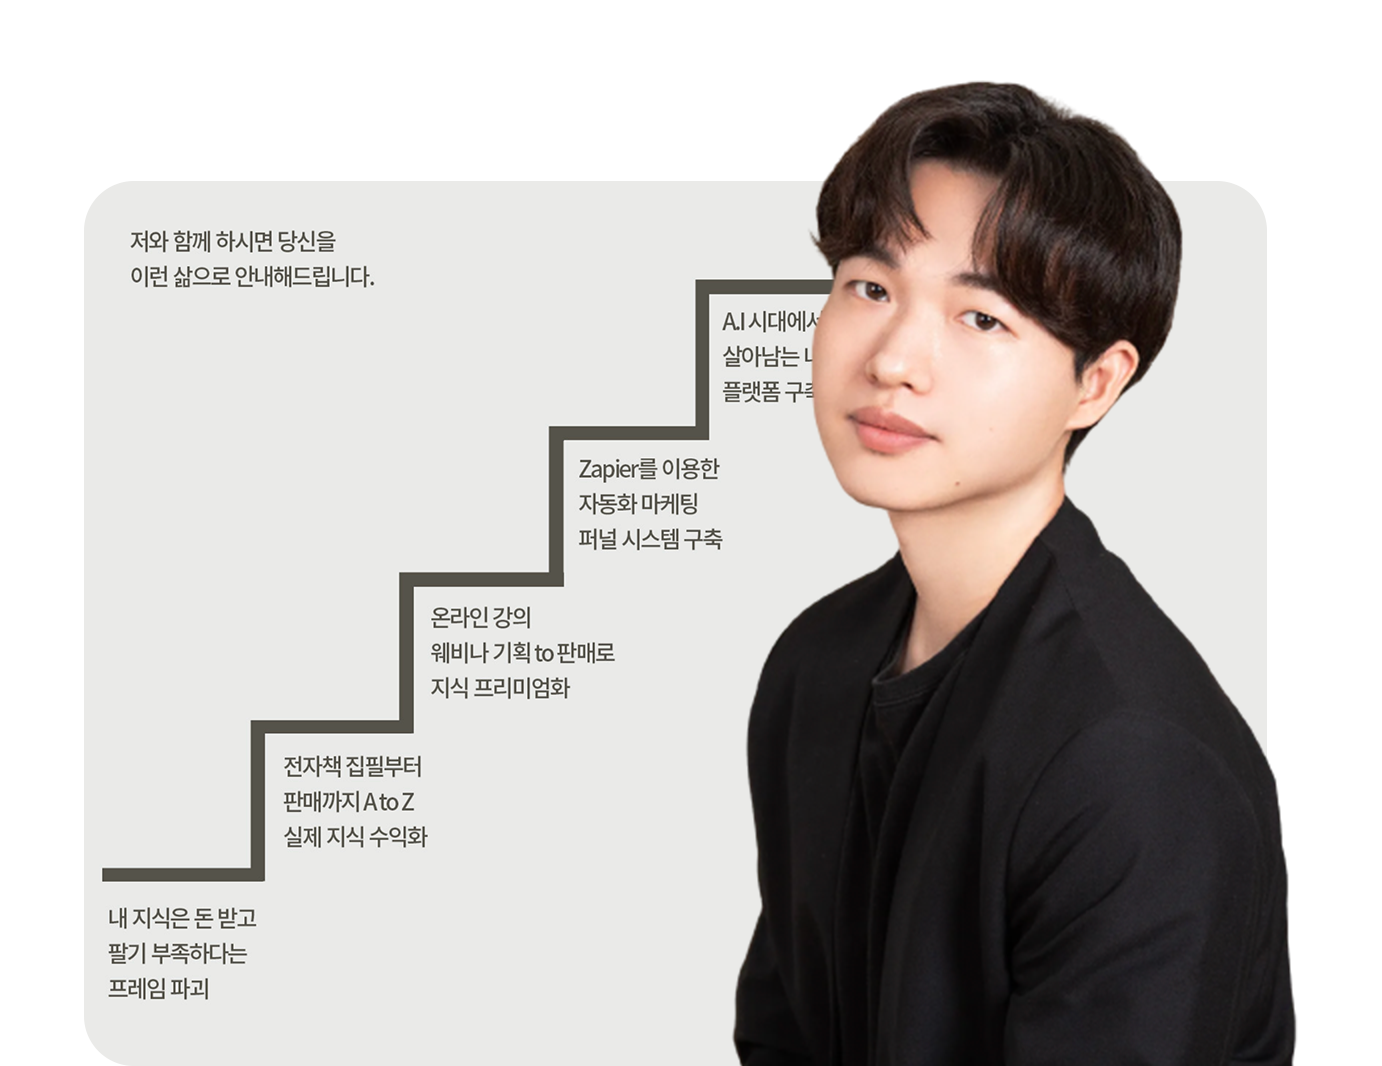 저와 함께 하시면 당신을
이런 삶으로 안내해드립니다.
A.I 시대에서
살아남는
플랫폼 구축
Zapier를 이용한
자동화 마케팅
퍼널 시스템 구축
온라인 강의
웨비나 기획 to 판매로
지식 프리미엄화
전자책 집필부터
판매까지 A to Z
실제 지식 수익화
내 지식은 돈 받고
팔기 부족하다는
프레임 파괴